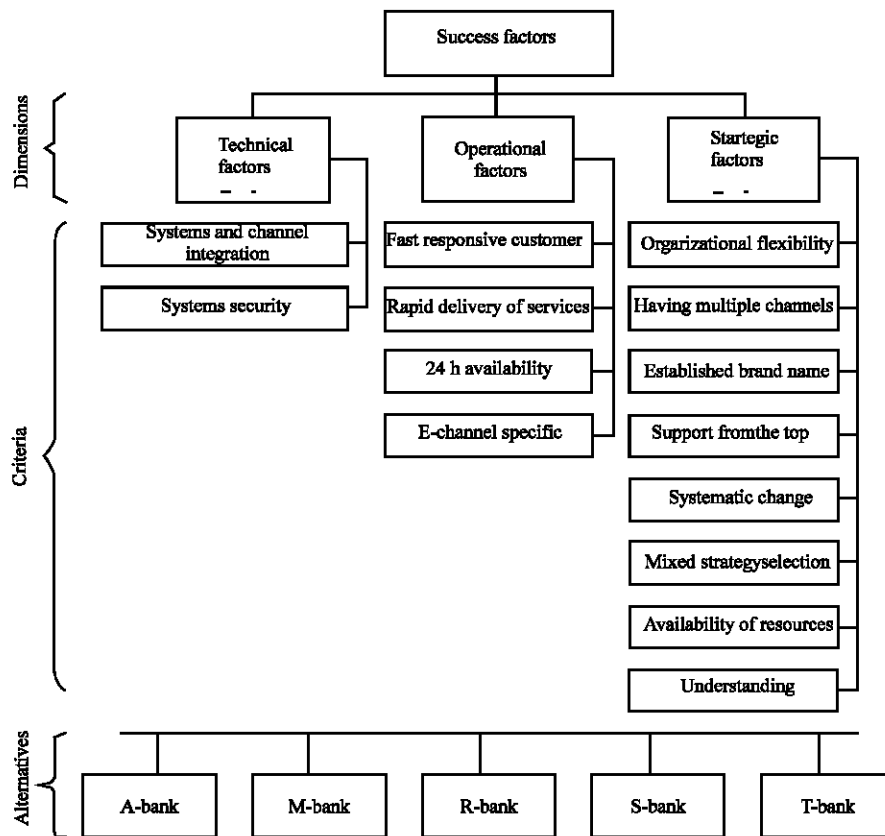 Success factors
Dimensions
Technical
factors
Operational
factors
Startegic
factors
Criteria
Systems and channel
integration
Systems security
Fast responsive customer
Rapid delivery of services
24 h availability
E-channel specific
Orgarizational flexibility
Having multiple channels
Established brand name
Support fromthe top
Systematic change
Mixed strategyselection
Availability of resources
Understanding
Alternatives
A-bank
M-bank
R-bank
S-bank
T-bank